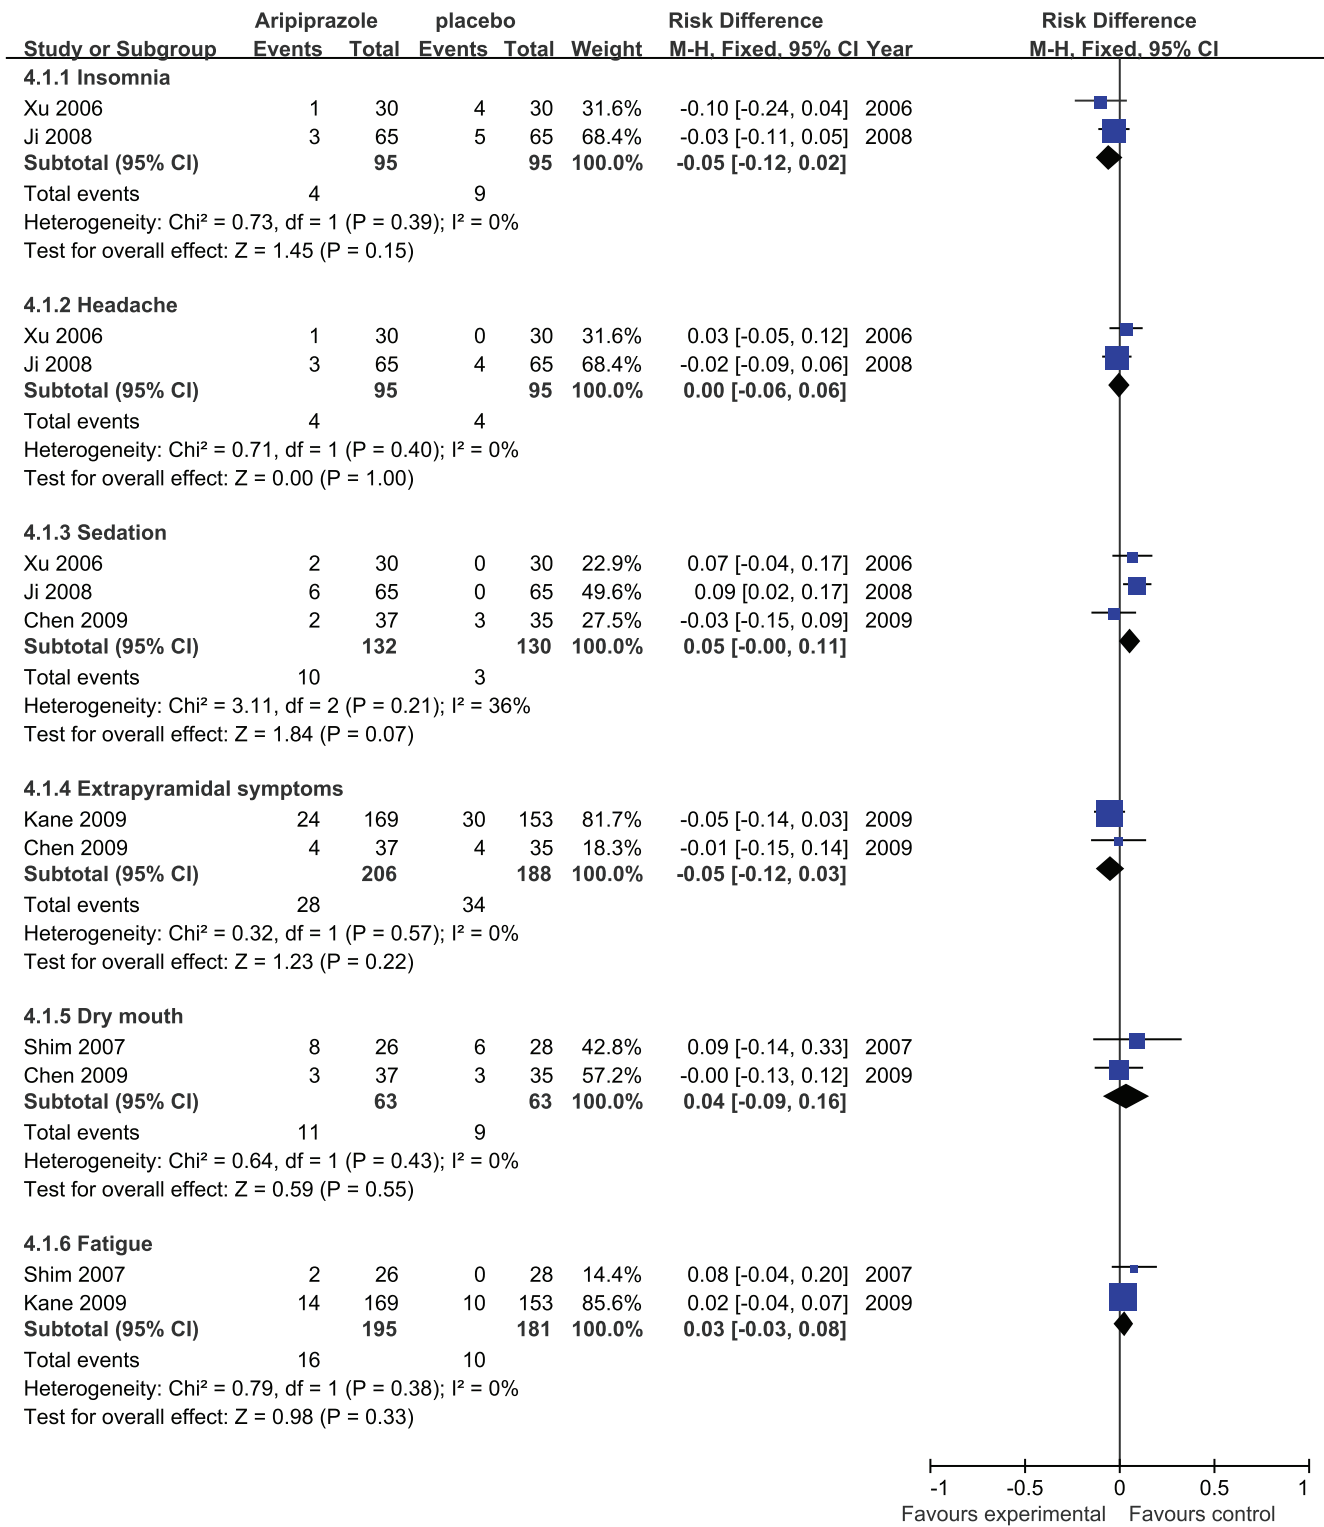 Aripiprazole placebo Risk Difference Risk Difference
Study or Subgroup Events Total Events Total Weight M-H, Fixed, 95% CI Year M-H, Fixed, 95% CI
4.1.1 Insomnia
Xu 2006 1 30 4 30 31.6% -0.10 [-0.24, 0.04] 2006
Ji 2008 3 65 5 65 68.4% -0.03 [-0.11, 0.05] 2008
Subtotal (95% CI) 95 95 100.0% -0.05 [-0.12, 0.02]
Total events 4 9
Heterogeneity: Chi² = 0.73, df = 1 (P = 0.39); I² = 0%
Test for overall effect: Z = 1.45 (P = 0.15)
4.1.2 Headache
Xu 2006 1 30 0 30 31.6% 0.03 [-0.05, 0.12] 2006
Ji 2008 3 65 4 65 68.4% -0.02 [-0.09, 0.06] 2008
Subtotal (95% CI) 95 95 100.0% 0.00 [-0.06, 0.06]
Total events 4 4
Heterogeneity: Chi² = 0.71, df = 1 (P = 0.40); I² = 0%
Test for overall effect: Z = 0.00 (P = 1.00)
4.1.3 Sedation
Xu 2006 2 30 0 30 22.9% 0.07 [-0.04, 0.17] 2006
Ji 2008 6 65 0 65 49.6% 0.09 [0.02, 0.17] 2008
Chen 2009 2 37 3 35 27.5% -0.03 [-0.15, 0.09] 2009
Subtotal (95% CI) 132 130 100.0% 0.05 [-0.00, 0.11]
Total events 10 3
Heterogeneity: Chi² = 3.11, df = 2 (P = 0.21); I² = 36%
Test for overall effect: Z = 1.84 (P = 0.07)
4.1.4 Extrapyramidal symptoms
Kane 2009 24 169 30 153 81.7% -0.05 [-0.14, 0.03] 2009
Chen 2009 4 37 4 35 18.3% -0.01 [-0.15, 0.14] 2009
Subtotal (95% CI) 206 188 100.0% -0.05 [-0.12, 0.03]
Total events 28 34
Heterogeneity: Chi² = 0.32, df = 1 (P = 0.57); I² = 0%
Test for overall effect: Z = 1.23 (P = 0.22)
4.1.5 Dry mouth
Shim 2007 8 26 6 28 42.8% 0.09 [-0.14, 0.33] 2007
Chen 2009 3 37 3 35 57.2% -0.00 [-0.13, 0.12] 2009
Subtotal (95% CI) 63 63 100.0% 0.04 [-0.09, 0.16]
Total events 11 9
Heterogeneity: Chi² = 0.64, df = 1 (P = 0.43); I² = 0%
Test for overall effect: Z = 0.59 (P = 0.55)
4.1.6 Fatigue
Shim 2007 2 26 0 28 14.4% 0.08 [-0.04, 0.20] 2007
Kane 2009 14 169 10 153 85.6% 0.02 [-0.04, 0.07] 2009
Subtotal (95% CI) 195 181 100.0% 0.03 [-0.03, 0.08]
Total events 16 10
Heterogeneity: Chi² = 0.79, df = 1 (P = 0.38); I² = 0%
Test for overall effect: Z = 0.98 (P = 0.33)
-1 -0.5 0 0.5 1
Favours experimental Favours control